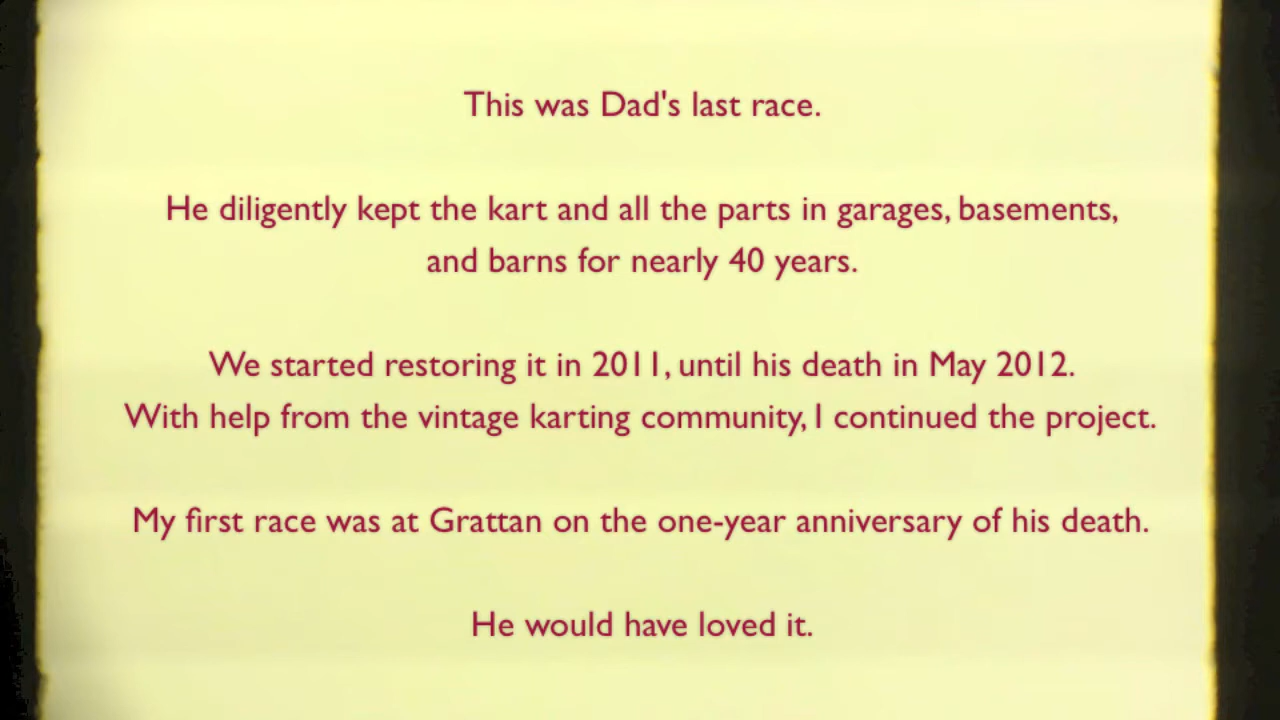 This was Dad's last race.
He diligently kept the kart and all the parts in garages, basements,
and barns for nearly 40 years.
We started restoring it in 2011, until his death in May 2012.
With help from the vintage karting community, I continued the project.
My first race was at Grattan on the one-year anniversary of his death.
He would have loved it.